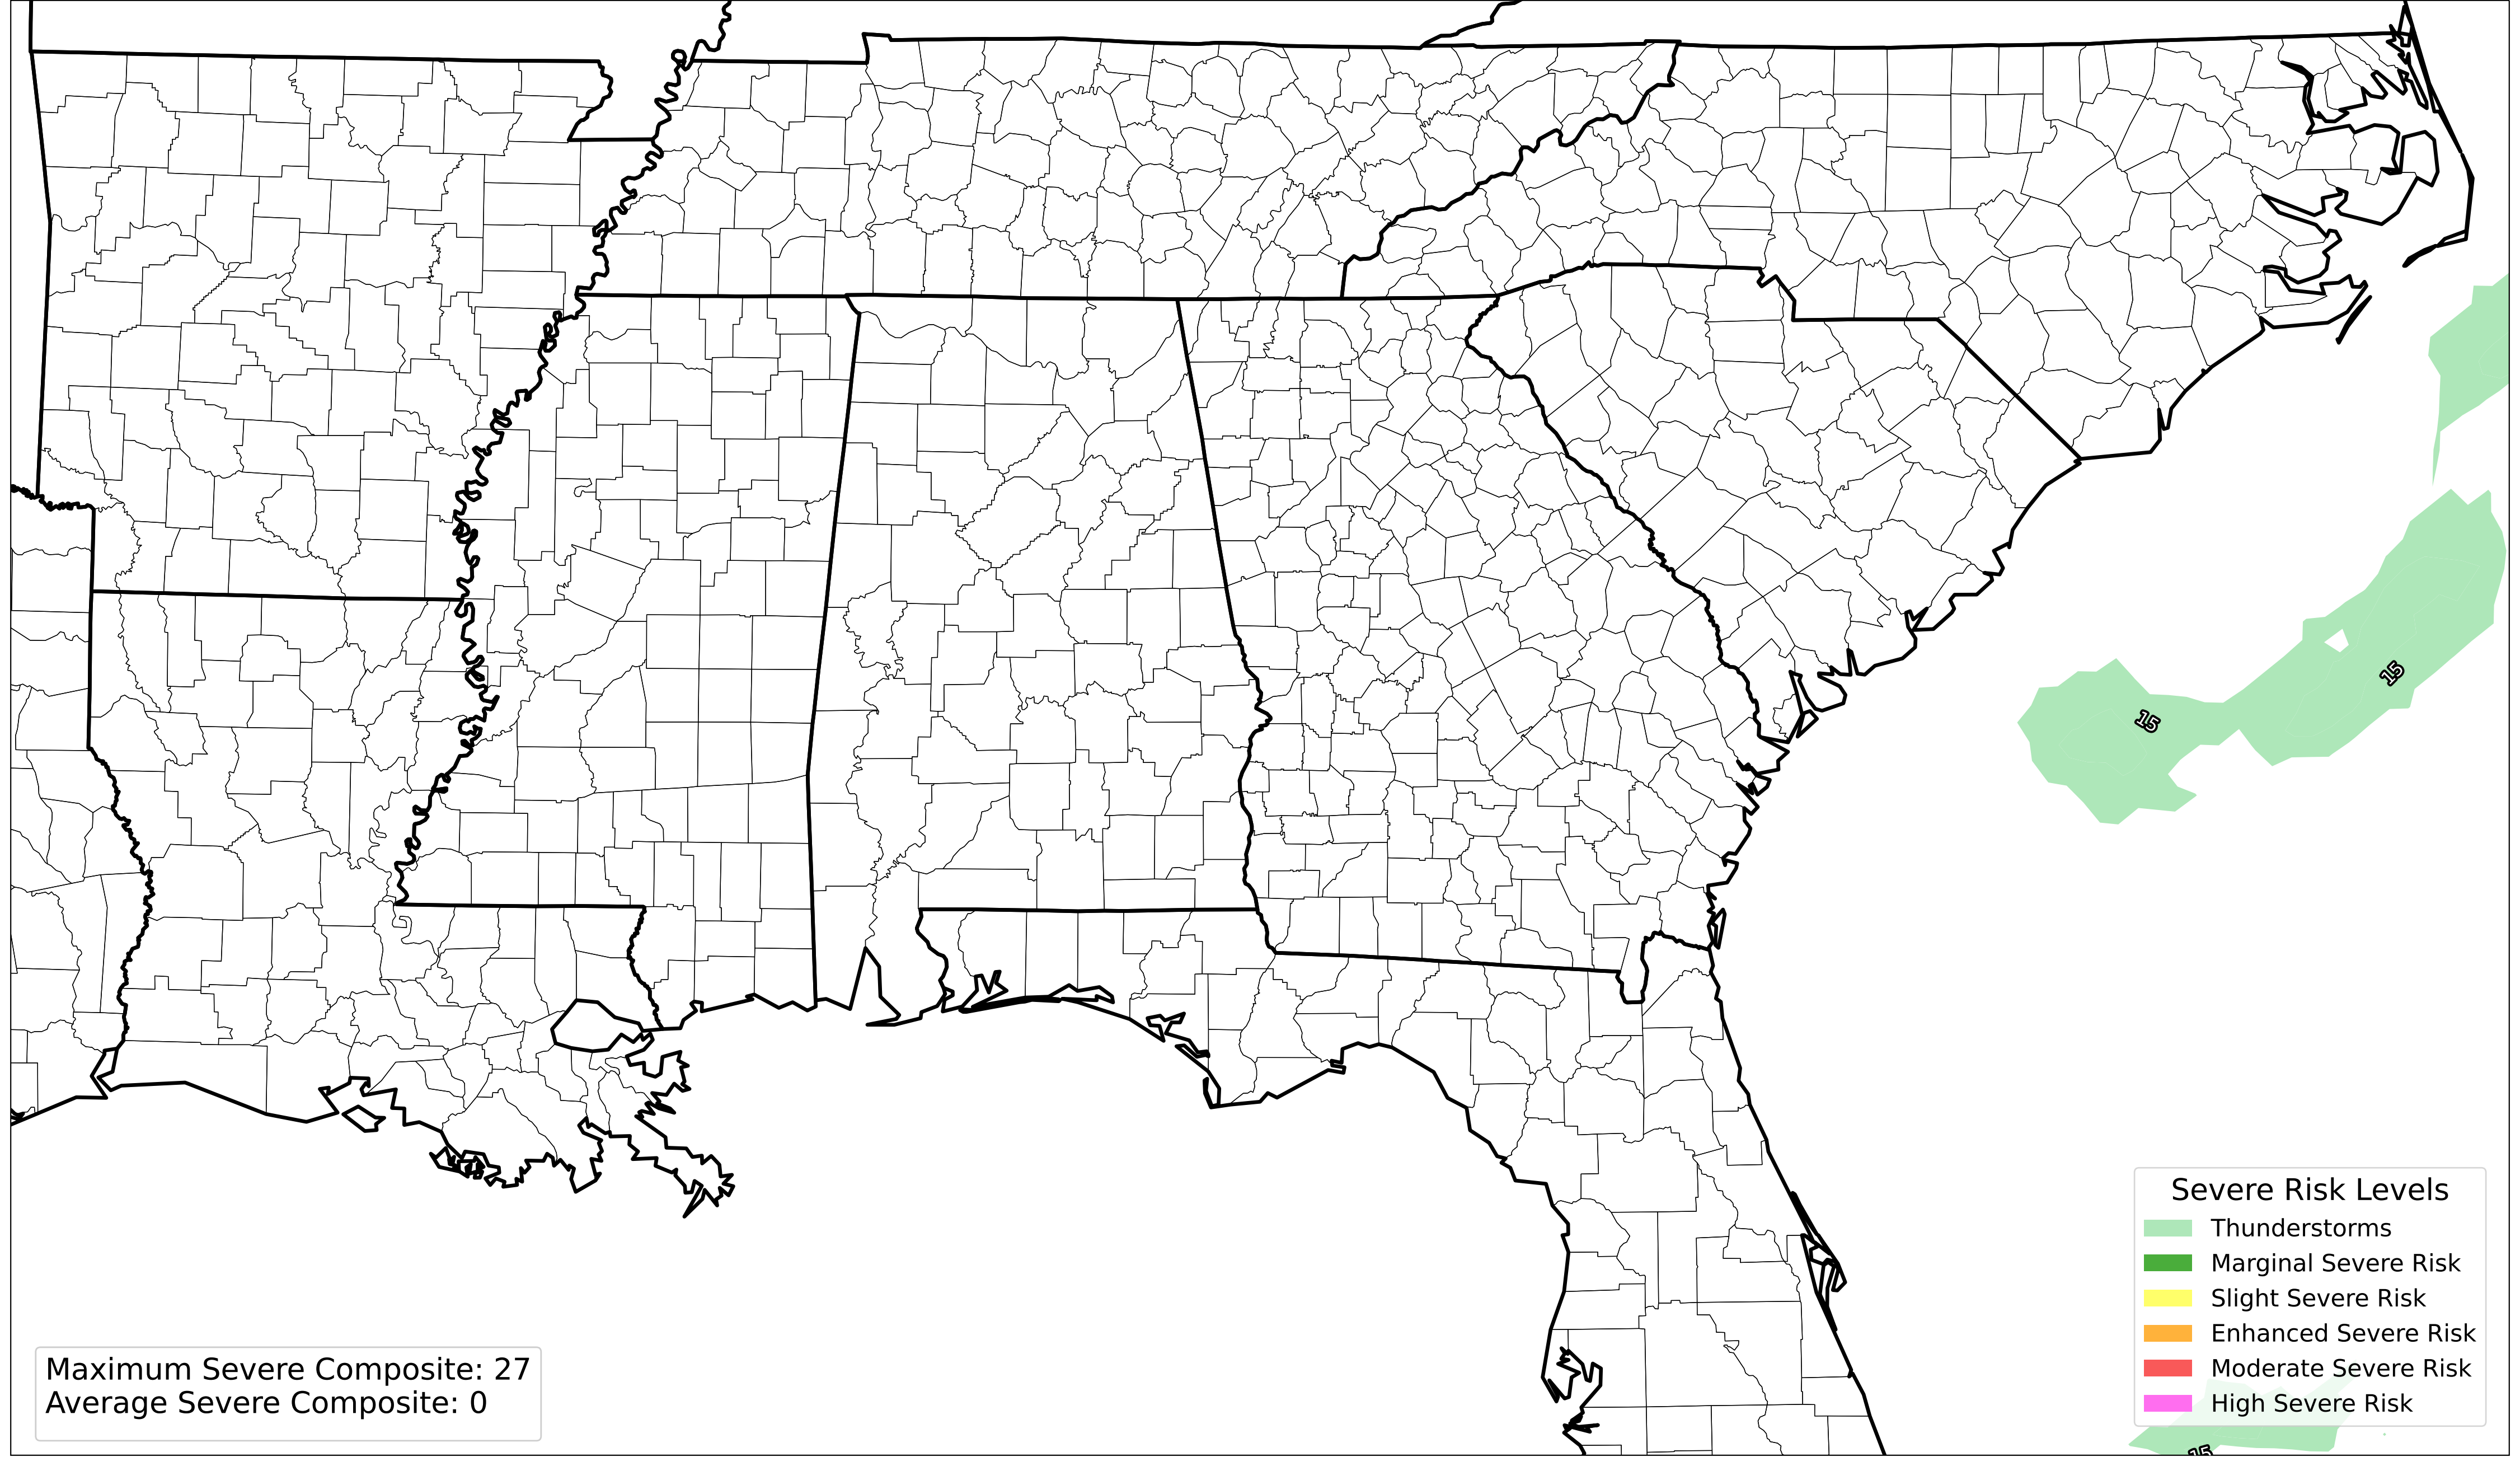 15
15
Severe Risk Levels
Thunderstorms
Marginal Severe Risk
Slight Severe Risk
Enhanced Severe Risk
Moderate Severe Risk
High Severe Risk
Maximum Severe Composite: 27
Average Severe Composite: 0
15